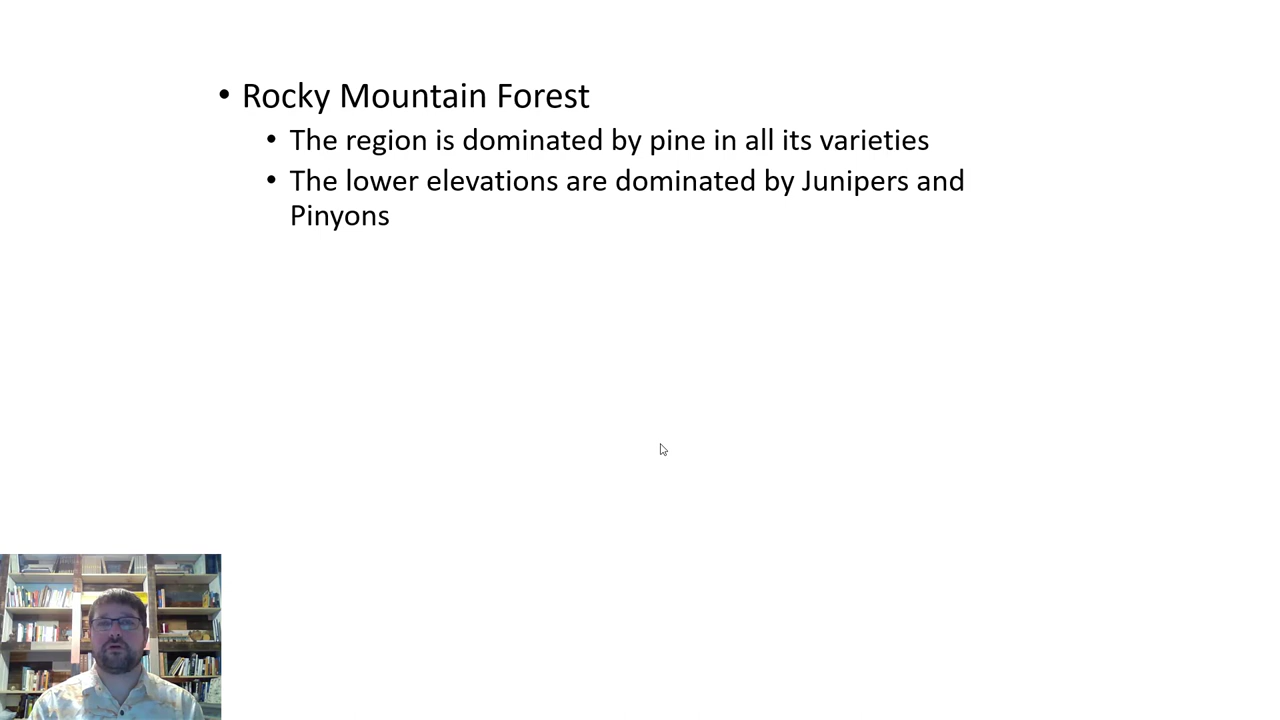 • Rocky Mountain Forest
• The region is dominated by pine in all its varieties
• The lower elevations are dominated by Junipers and
Pinyons